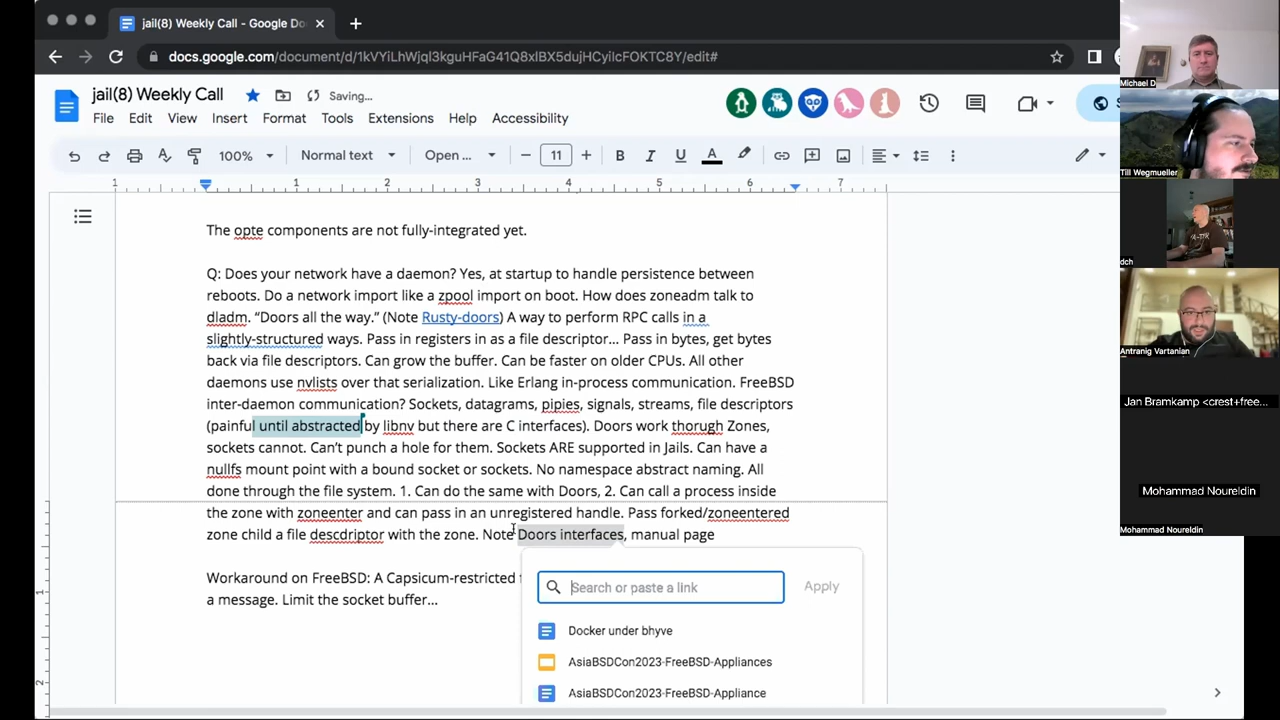 jail(8) Weekly Call - Google Do
docs.google.com/document/d/1kVYiLhWjqI3kguHFaG41Q8xIBX5dujHCyiIcFOKTC8Y/edit#
jail(8) Weekly Call
Saving...
File Edit View Insert Format Tools Extensions Help Accessibility
100% Normal text Open ... 11 B I U A
1 1 2 3 4 5 6 7
The opte components are not fully-integrated yet.
Q: Does your network have a daemon? Yes, at startup to handle persistence between
reboots. Do a network import like a zpool import on boot. How does zoneadm talk to
dladm. “Doors all the way.” (Note Rusty-doors) A way to perform RPC calls in a
slightly-structured ways. Pass in registers in as a file descriptor... Pass in bytes, get bytes
back via file descriptors. Can grow the buffer. Can be faster on older CPUs. All other
daemons use nvlists over that serialization. Like Erlang in-process communication. FreeBSD
inter-daemon communication? Sockets, datagrams, pipies, signals, streams, file descriptors
(painful until abstracted by libnv but there are C interfaces). Doors work thorugh Zones,
sockets cannot. Can’t punch a hole for them. Sockets ARE supported in Jails. Can have a
nullfs mount point with a bound socket or sockets. No namespace abstract naming. All
done through the file system. 1. Can do the same with Doors, 2. Can call a process inside
the zone with zoneenter and can pass in an unregistered handle. Pass forked/zoneentered
zone child a file descdriptor with the zone. Note Doors interfaces, manual page
Workaround on FreeBSD: A Capsicum-restricted
a message. Limit the socket buffer...
Search or paste a link
Apply
Docker under bhyve
AsiaBSDCon2023-FreeBSD-Appliances
AsiaBSDCon2023-FreeBSD-Appliance
1
2
Michael D
Till Wegmueller
dch
Antranig Vartanian
Jan Bramkamp <crest+free...
Mohammad Noureldin
Mohammad Noureldin